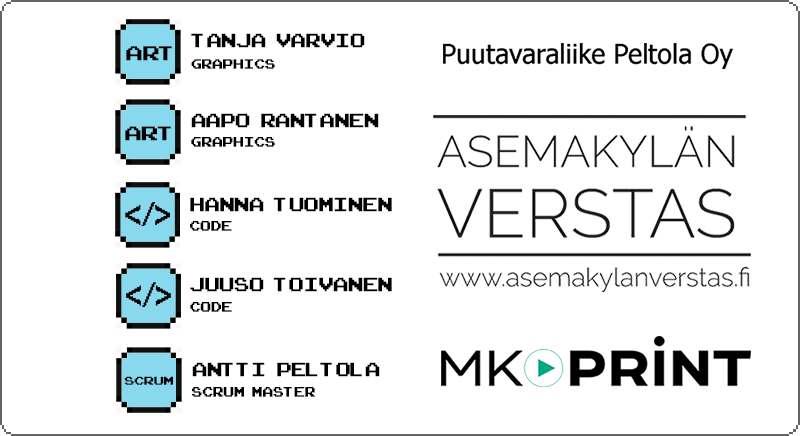 ART
TANJA VARVIO
GRAPHICS
ART
AAPO RANTANEN
GRAPHICS
</>
HANNA TUOMINEN
CODE
</>
JUUSO TOIVANEN
CODE
SCRUM
ANTTI PELTOLA
SCRUM MASTER
Puutavaraliike Peltola Oy
ASEMAKYLÄN
VERSTAS
www.asemakylanverstas.fi
MK PRiNT